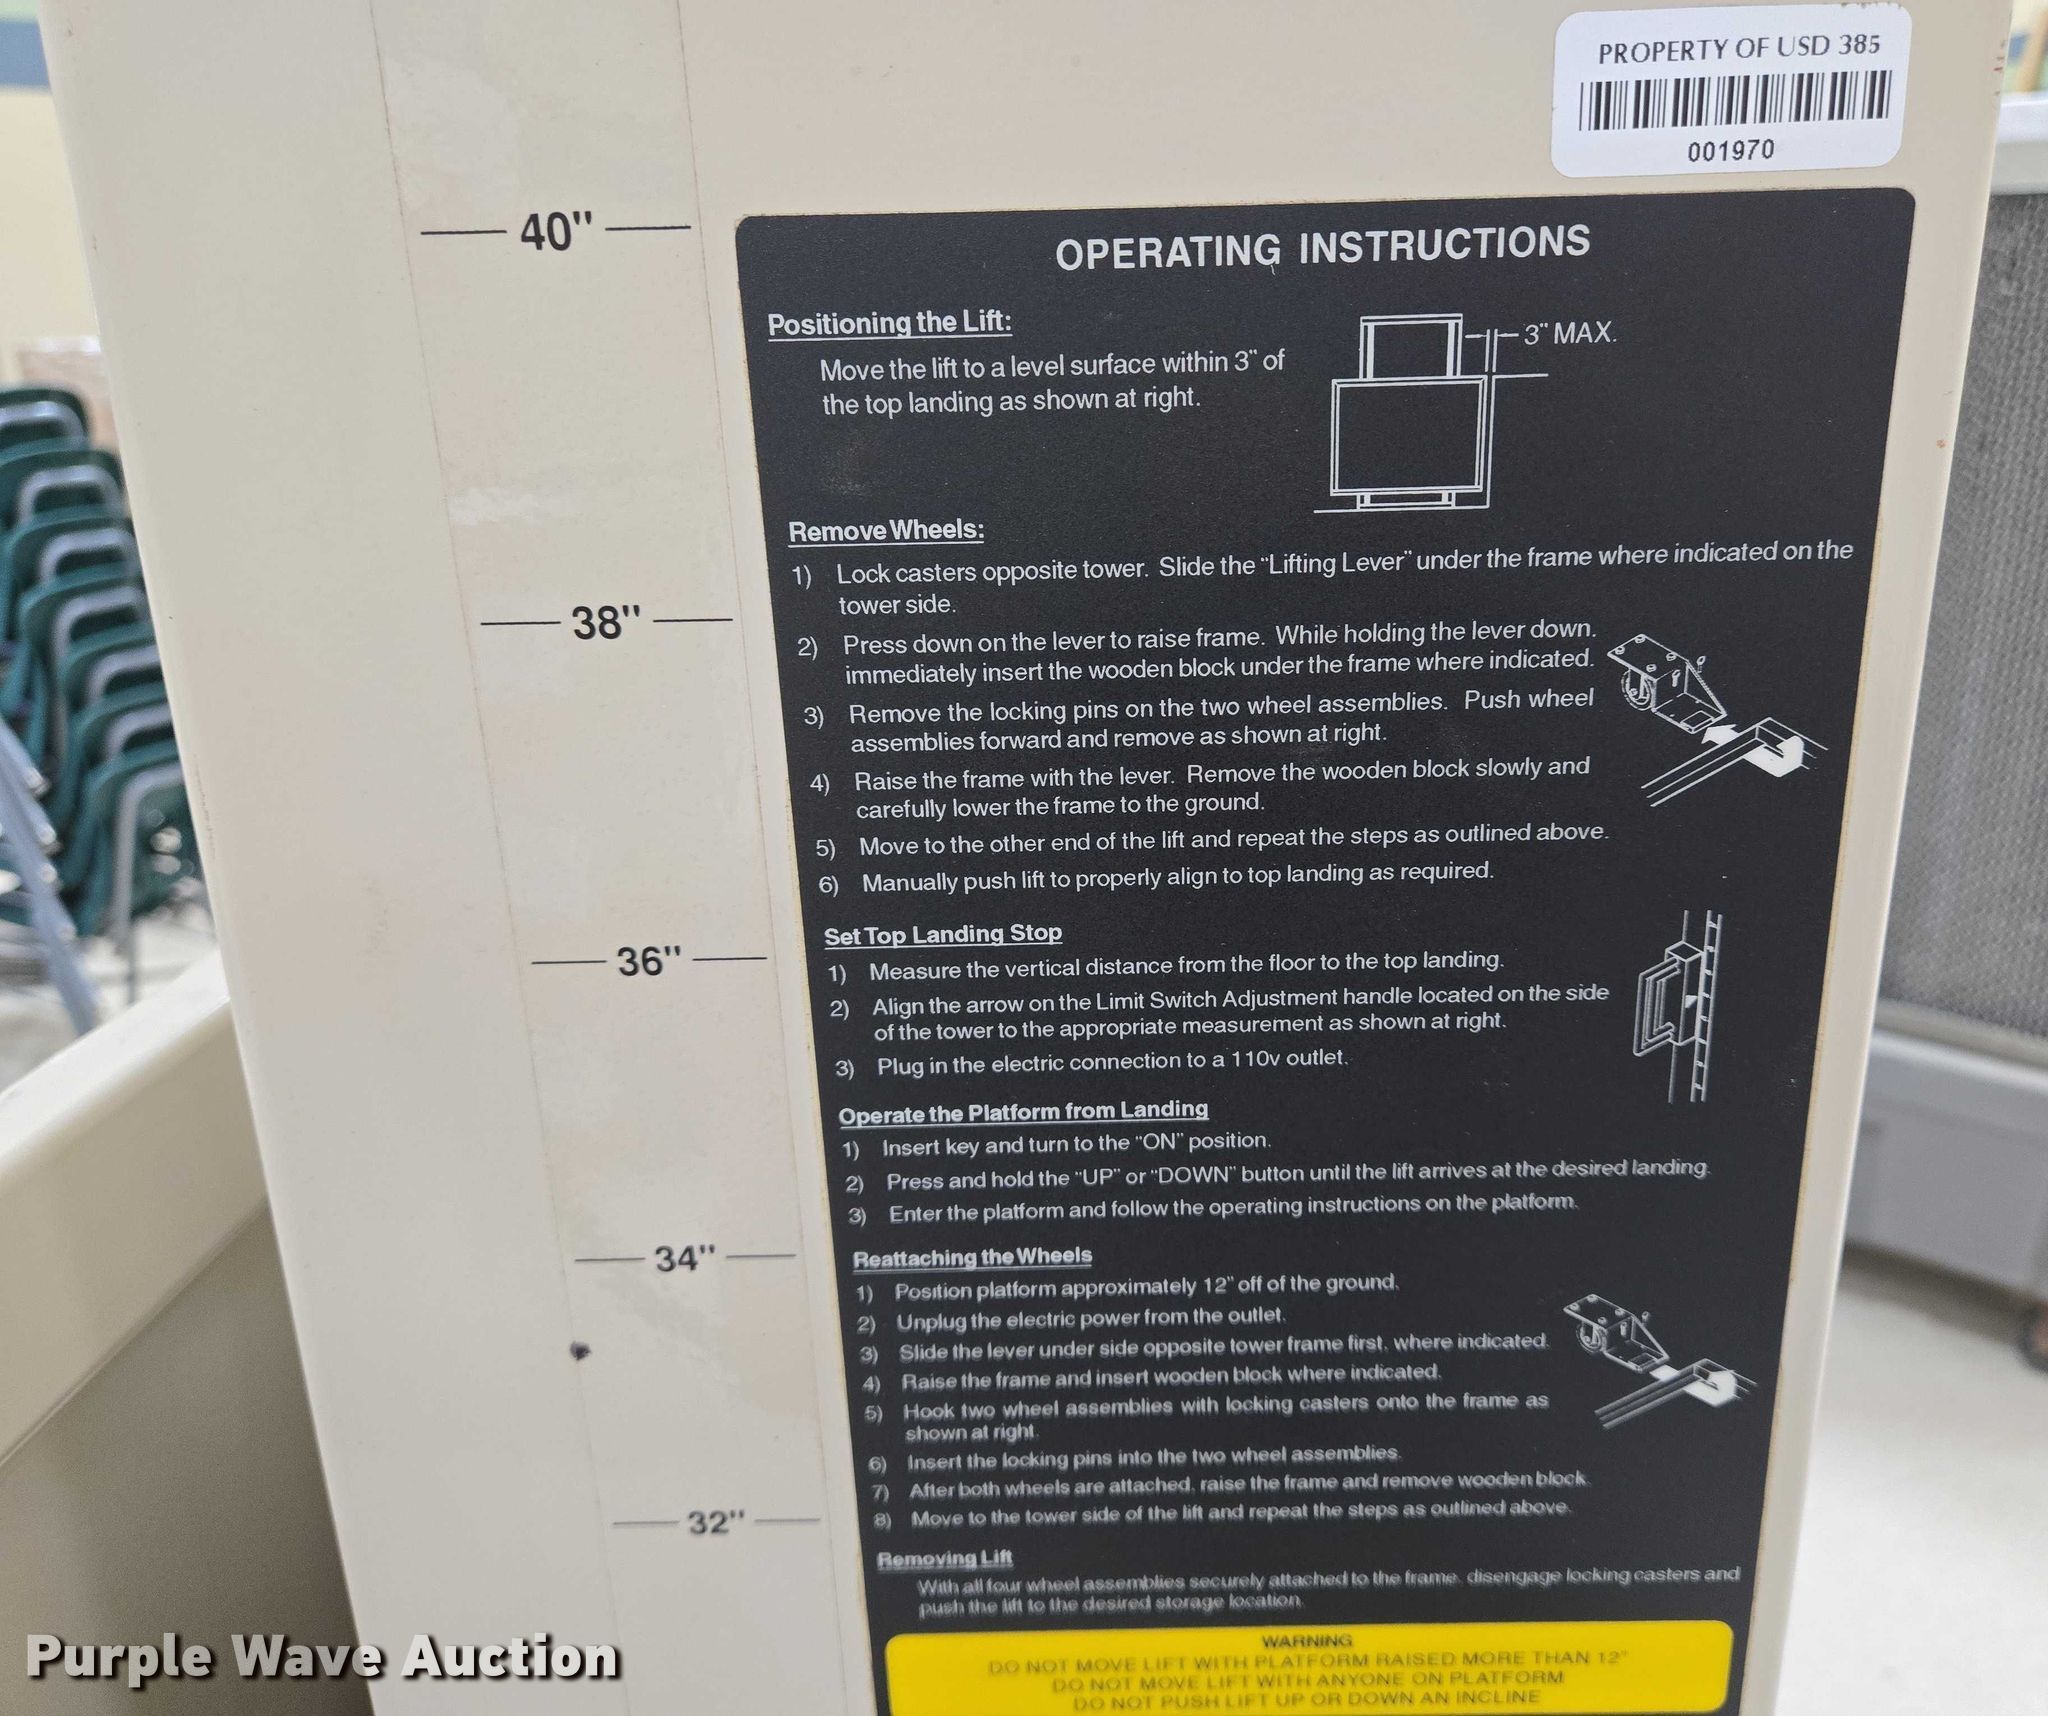 PROPERTY OF USD 385
001970
40"
38"
36"
34"
32"
OPERATING INSTRUCTIONS
Positioning the Lift:
Move the lift to a level surface within 3" of
the top landing as shown at right.
3" MAX.
Remove Wheels:
1) Lock casters opposite tower. Slide the "Lifting Lever" under the frame where indicated on the
tower side.
2) Press down on the lever to raise frame. While holding the lever down.
immediately insert the wooden block under the frame where indicated.
3) Remove the locking pins on the two wheel assemblies. Push wheel
assemblies forward and remove as shown at right.
4) Raise the frame with the lever. Remove the wooden block slowly and
carefully lower the frame to the ground.
5) Move to the other end of the lift and repeat the steps as outlined above.
6) Manually push lift to properly align to top landing as required.
Set Top Landing Stop
1) Measure the vertical distance from the floor to the top landing.
2) Align the arrow on the Limit Switch Adjustment handle located on the side
of the tower to the appropriate measurement as shown at right.
3) Plug in the electric connection to a 110v outlet.
Operate the Platform from Landing
1) Insert key and turn to the "ON" position.
2) Press and hold the "UP" or "DOWN" button until the lift arrives at the desired landing.
3) Enter the platform and follow the operating instructions on the platform.
Reattaching the Wheels
1) Position platform approximately 12" off of the ground.
2) Unplug the electric power from the outlet.
3) Slide the lever under side opposite tower frame first, where indicated.
4) Raise the frame and insert wooden block where indicated.
5) Hook two wheel assemblies with locking casters onto the frame as
shown at right.
6) Insert the locking pins into the two wheel assemblies.
7) After both wheels are attached, raise the frame and remove wooden block.
8) Move to the tower side of the lift and repeat the steps as outlined above.
Removing Lift
With all four wheel assemblies securely attached to the frame, disengage locking casters and
push the lift to the desired storage location.
WARNING
DO NOT MOVE LIFT WITH PLATFORM RAISED MORE THAN 12"
DO NOT MOVE LIFT WITH ANYONE ON PLATFORM
DO NOT PUSH LIFT UP OR DOWN AN INCLINE
Purple Wave Auction